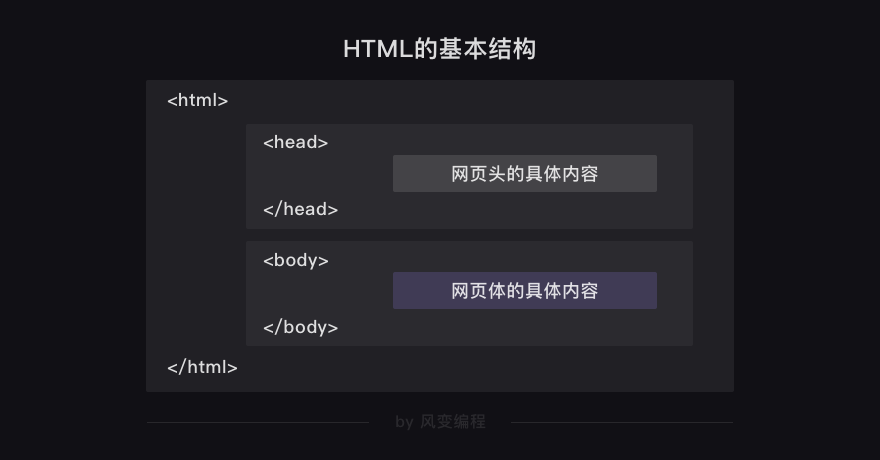 HTML的基本结构
<html>
<head>
网页头的具体内容
</head>
<body>
网页体的具体内容
</body>
</html>
by 风变编程